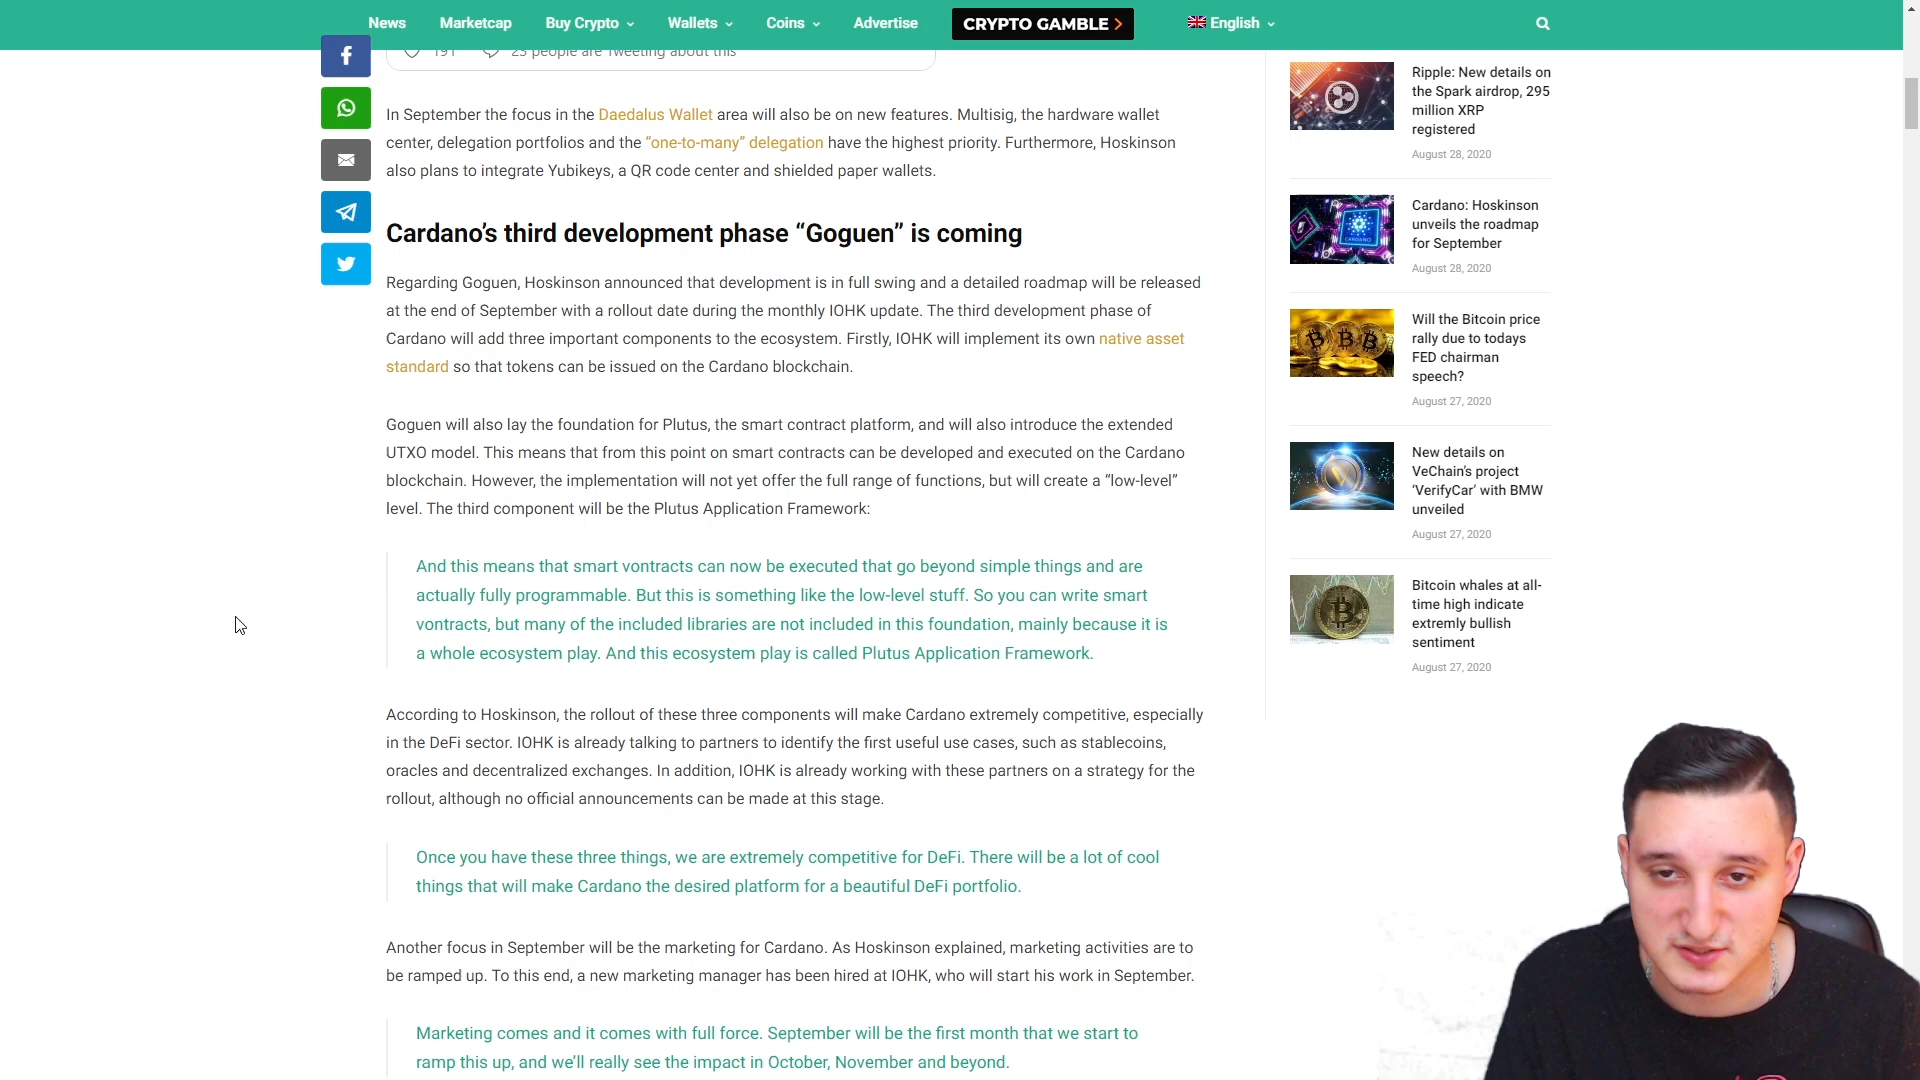 News
Marketcap
Buy Crypto
Wallets
Coins
Advertise
CRYPTO GAMBLE
English
191
23 people are Tweeting about this
In September the focus in the Daedalus Wallet area will also be on new features. Multisig, the hardware wallet
center, delegation portfolios and the “one-to-many” delegation have the highest priority. Furthermore, Hoskinson
also plans to integrate Yubikeys, a QR code center and shielded paper wallets.
Cardano’s third development phase “Goguen” is coming
Regarding Goguen, Hoskinson announced that development is in full swing and a detailed roadmap will be released
at the end of September with a rollout date during the monthly IOHK update. The third development phase of
Cardano will add three important components to the ecosystem. Firstly, IOHK will implement its own native asset
standard so that tokens can be issued on the Cardano blockchain.
Goguen will also lay the foundation for Plutus, the smart contract platform, and will also introduce the extended
UTXO model. This means that from this point on smart contracts can be developed and executed on the Cardano
blockchain. However, the implementation will not yet offer the full range of functions, but will create a “low-level”
level. The third component will be the Plutus Application Framework:
And this means that smart vontracts can now be executed that go beyond simple things and are
actually fully programmable. But this is something like the low-level stuff. So you can write smart
vontracts, but many of the included libraries are not included in this foundation, mainly because it is
a whole ecosystem play. And this ecosystem play is called Plutus Application Framework.
According to Hoskinson, the rollout of these three components will make Cardano extremely competitive, especially
in the DeFi sector. IOHK is already talking to partners to identify the first useful use cases, such as stablecoins,
oracles and decentralized exchanges. In addition, IOHK is already working with these partners on a strategy for the
rollout, although no official announcements can be made at this stage.
Once you have these three things, we are extremely competitive for DeFi. There will be a lot of cool
things that will make Cardano the desired platform for a beautiful DeFi portfolio.
Another focus in September will be the marketing for Cardano. As Hoskinson explained, marketing activities are to
be ramped up. To this end, a new marketing manager has been hired at IOHK, who will start his work in September.
Marketing comes and it comes with full force. September will be the first month that we start to
ramp this up, and we’ll really see the impact in October, November and beyond.
Ripple: New details on
the Spark airdrop, 295
million XRP
registered
August 28, 2020
CARDANO
Cardano: Hoskinson
unveils the roadmap
for September
August 28, 2020
Will the Bitcoin price
rally due to todays
FED chairman
speech?
August 27, 2020
New details on
VeChain’s project
‘VerifyCar’ with BMW
unveiled
August 27, 2020
Bitcoin whales at all-
time high indicate
extremly bullish
sentiment
August 27, 2020